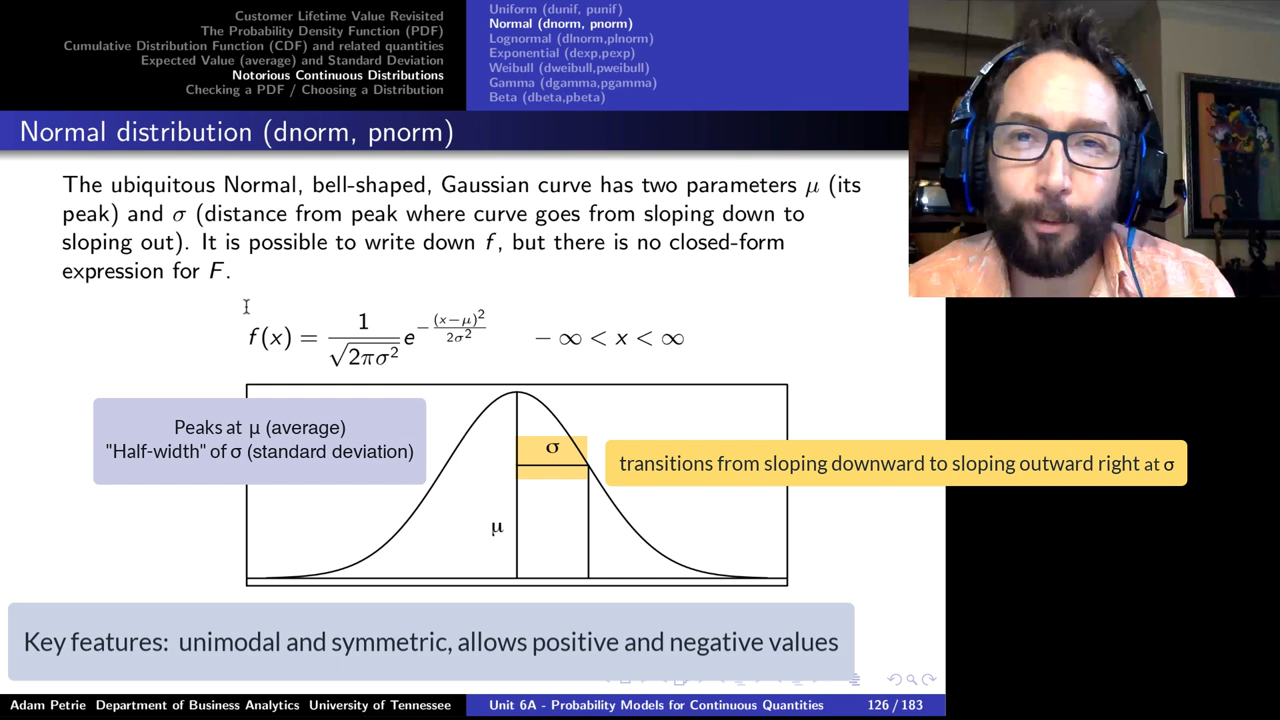 Customer Lifetime Value Revisited
The Probability Density Function (PDF)
Cumulative Distribution Function (CDF) and related quantities
Expected Value (average) and Standard Deviation
Notorious Continuous Distributions
Checking a PDF / Choosing a Distribution
Uniform (dunif, punif)
Normal (dnorm, pnorm)
Lognormal (dlnorm,plnorm)
Exponential (dexp,pexp)
Weibull (dweibull,pweibull)
Gamma (dgamma,pgamma)
Beta (dbeta,pbeta)
Normal distribution (dnorm, pnorm)
The ubiquitous Normal, bell-shaped, Gaussian curve has two parameters μ (its
peak) and σ (distance from peak where curve goes from sloping down to
sloping out). It is possible to write down f, but there is no closed-form
expression for F.
f(x) = 1/√(2πσ²) e^(−(x−μ)²/(2σ²)) − ∞ < x < ∞
Peaks at μ (average)
"Half-width" of σ (standard deviation)
σ
transitions from sloping downward to sloping outward right at σ
μ
Key features: unimodal and symmetric, allows positive and negative values
Adam Petrie Department of Business Analytics University of Tennessee
Unit 6A - Probability Models for Continuous Quantities
126 / 183